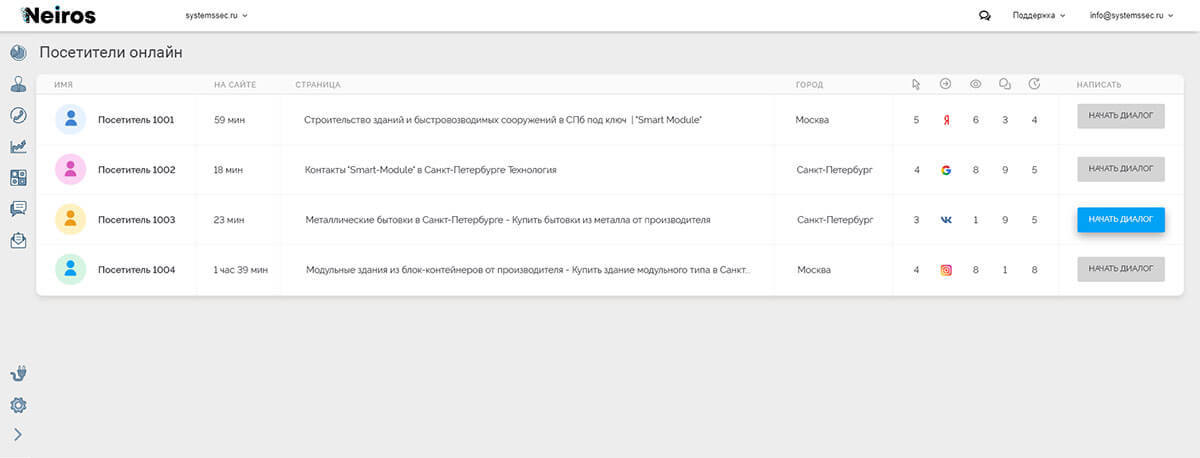 Neiros systemssec.ru Поддержка info@systemssec.ru
Посетители онлайн
ИМЯ НА САЙТЕ СТРАНИЦА ГОРОД НАПИСАТЬ
Посетитель 1001 59 мин Строительство зданий и быстровозводимых сооружений в СПб под ключ | "Smart Module" Москва 5 Я 6 3 4 НАЧАТЬ ДИАЛОГ
Посетитель 1002 18 мин Контакты "Smart-Module" в Санкт-Петербурге Технология Санкт-Петербург 4 G 8 9 5 НАЧАТЬ ДИАЛОГ
Посетитель 1003 23 мин Металлические бытовки в Санкт-Петербурге - Купить бытовки из металла от производителя Санкт-Петербург 3 VK 1 9 5 НАЧАТЬ ДИАЛОГ
Посетитель 1004 1 час 39 мин Модульные здания из блок-контейнеров от производителя - Купить здание модульного типа в Санкт... Москва 4 8 1 8 НАЧАТЬ ДИАЛОГ